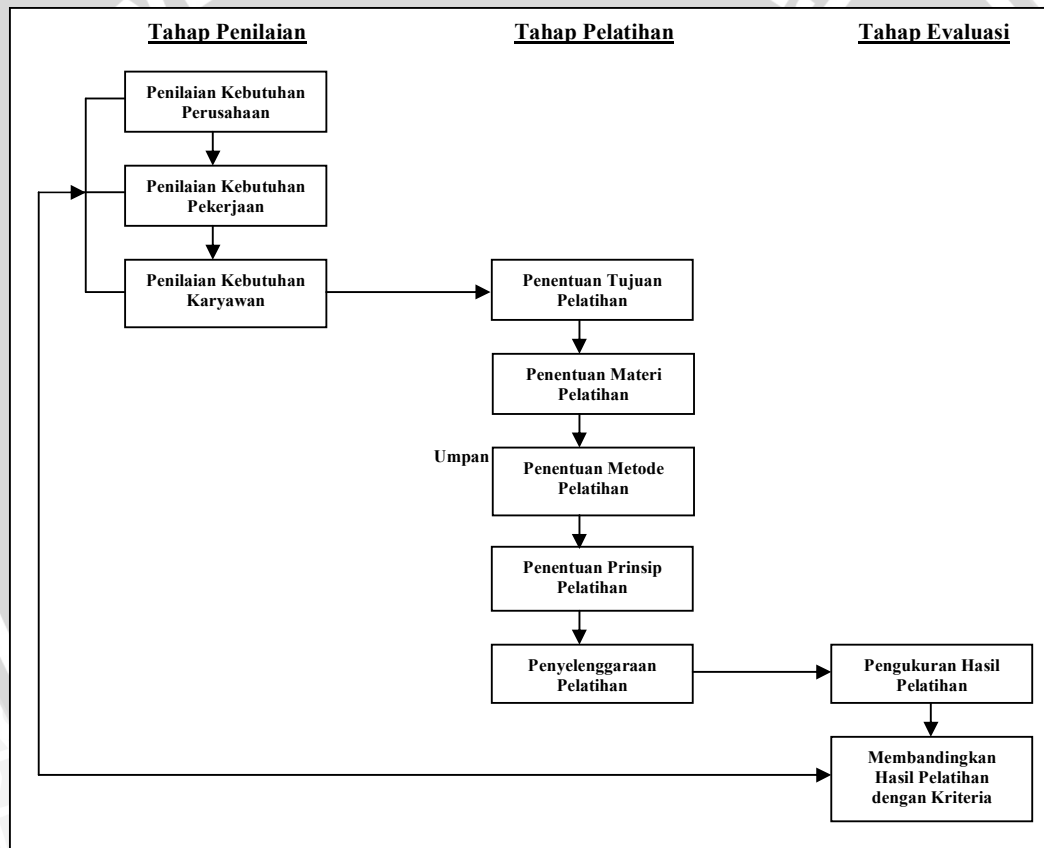 Tahap Penilaian
Tahap Pelatihan
Tahap Evaluasi
Penilaian Kebutuhan
Perusahaan
Penilaian Kebutuhan
Pekerjaan
Penilaian Kebutuhan
Karyawan
Penentuan Tujuan
Pelatihan
Penentuan Materi
Pelatihan
Umpan
Penentuan Metode
Pelatihan
Penentuan Prinsip
Pelatihan
Penyelenggaraan
Pelatihan
Pengukuran Hasil
Pelatihan
Membandingkan
Hasil Pelatihan
dengan Kriteria